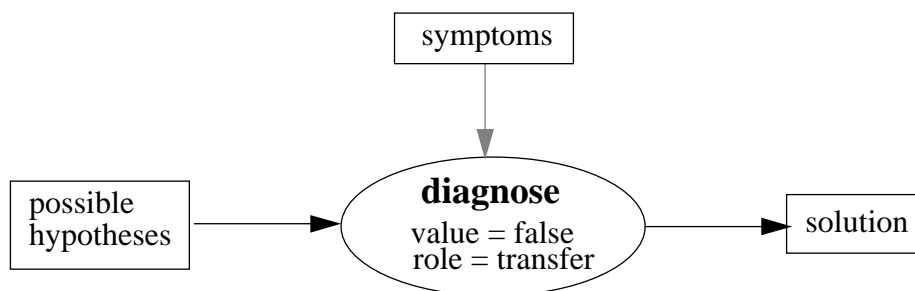 symptoms
possible
hypotheses
diagnose
value = false
role = transfer
solution